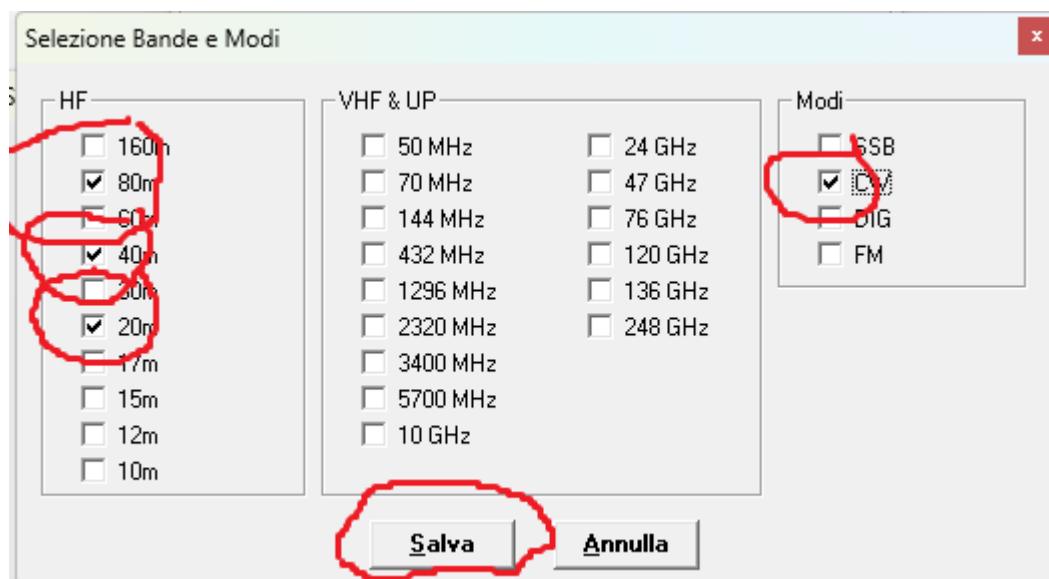 Selezione Bande e Modi
x
HF
160m
80m
60m
40m
30m
20m
17m
15m
12m
10m
VHF & UP
50 MHz
70 MHz
144 MHz
432 MHz
1296 MHz
2320 MHz
3400 MHz
5700 MHz
10 GHz
24 GHz
47 GHz
76 GHz
120 GHz
136 GHz
248 GHz
Modi
SSB
CW
DIG
FM
Salva
Annulla